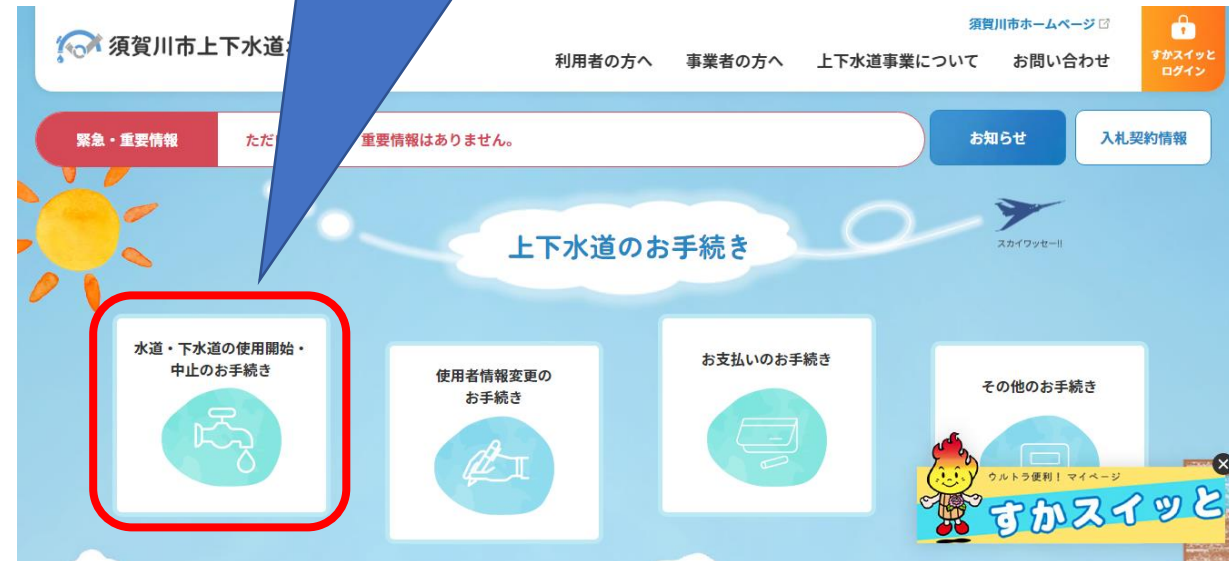 須賀川市ホームページ
須賀川市上下水道
利用者の方へ 事業者の方へ 上下水道事業について お問い合わせ
すかスイッと
ログイン
緊急・重要情報 ただ 重要情報はありません。
お知らせ 入札契約情報
上下水道のお手続き
スカイワッセー!!
水道・下水道の使用開始・
中止のお手続き
使用者情報変更の
お手続き
お支払いのお手続き
その他のお手続き
ウルトラ便利! マイページ
すかスイッと